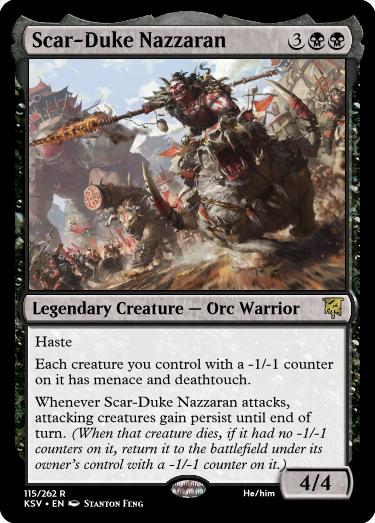 Scar-Duke Nazzaran 3
Legendary Creature — Orc Warrior
Haste
Each creature you control with a -1/-1 counter
on it has menace and deathtouch.
Whenever Scar-Duke Nazzaran attacks,
attacking creatures gain persist until end of
turn. (When that creature dies, if it had no -1/-1
counters on it, return it to the battlefield under its
owner's control with a -1/-1 counter on it.)
4/4
115/262 R He/him
KSV • EN Stanton Feng